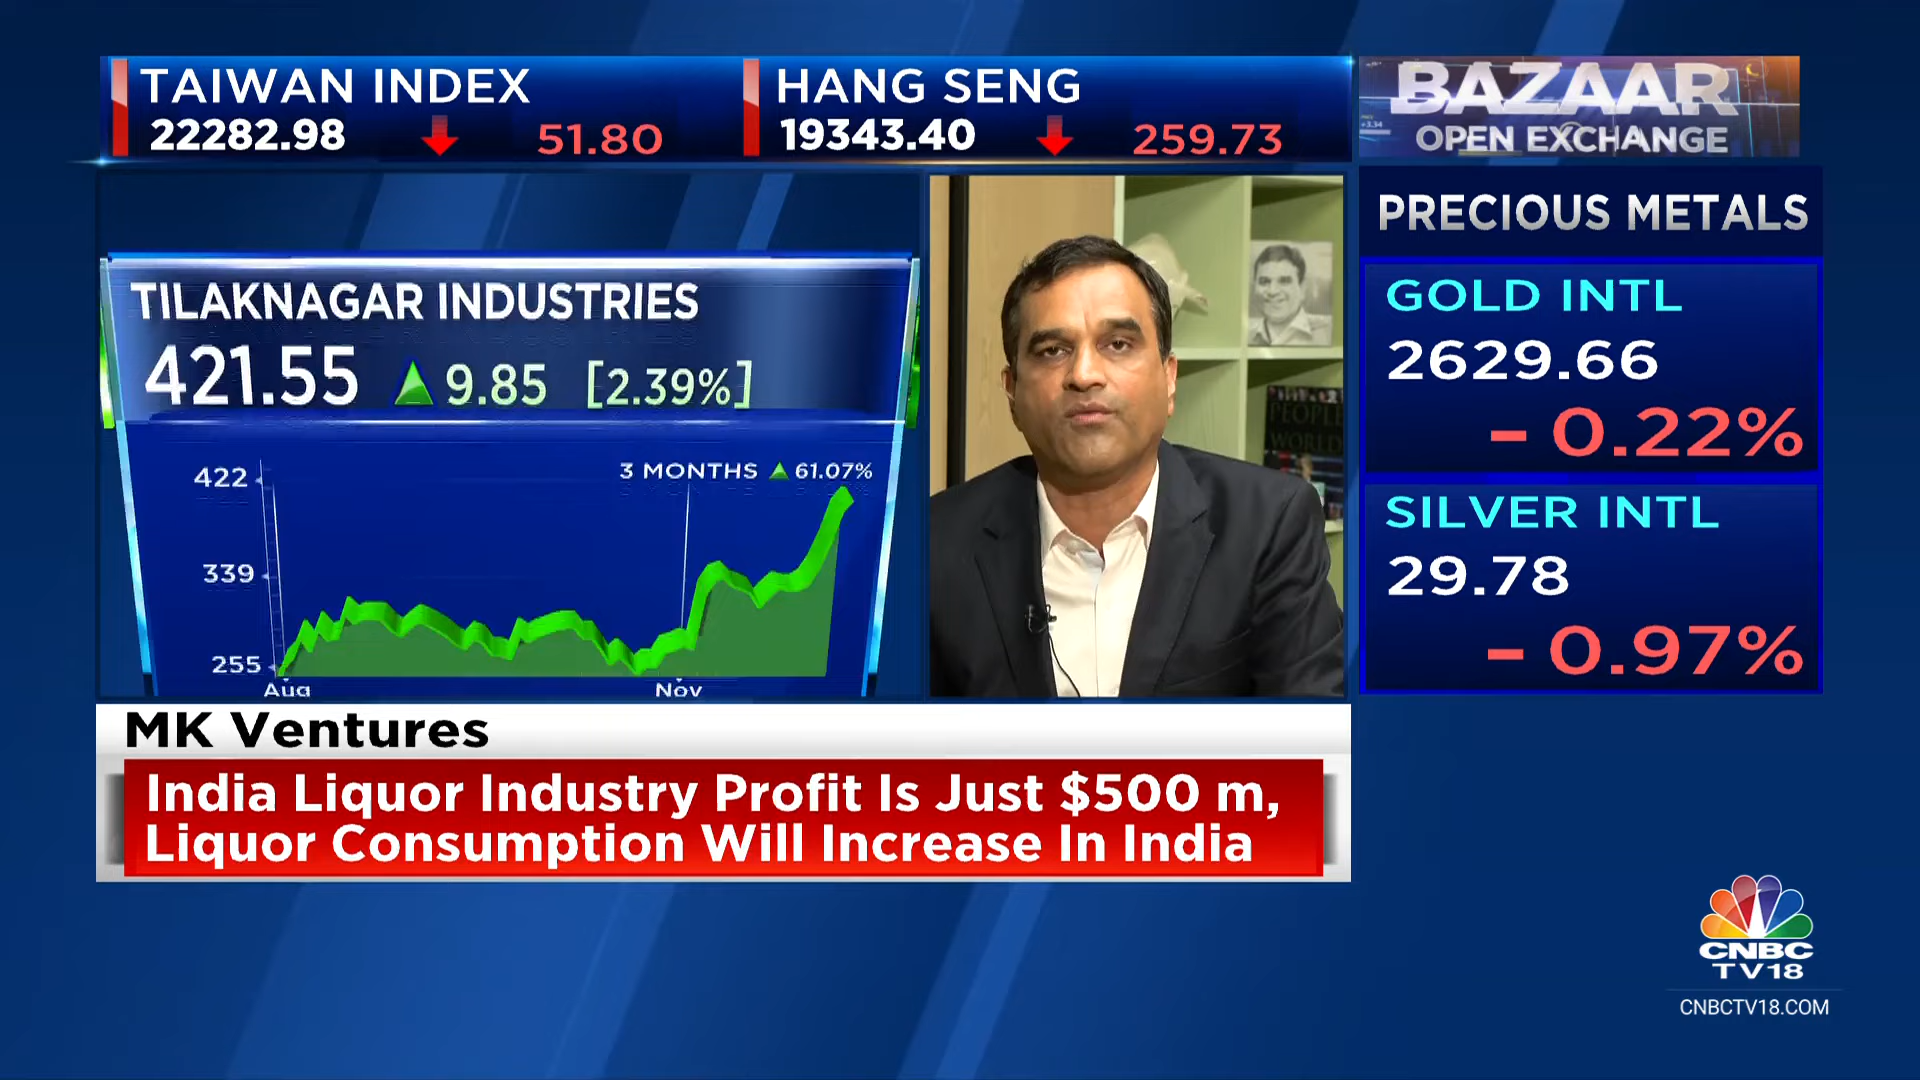 TAIWAN INDEX
22282.98 51.80
HANG SENG
19343.40 259.73
BAZAAR
OPEN EXCHANGE
TILAKNAGAR INDUSTRIES
421.55 9.85 [2.39%]
3 MONTHS 61.07%
422
339
255
Aug Nov
PEOPLE
WORLD
PRECIOUS METALS
GOLD INTL
2629.66
- 0.22%
SILVER INTL
29.78
- 0.97%
MK Ventures
India Liquor Industry Profit Is Just $500 m,
Liquor Consumption Will Increase In India
CNBC
TV18
CNBCTV18.COM